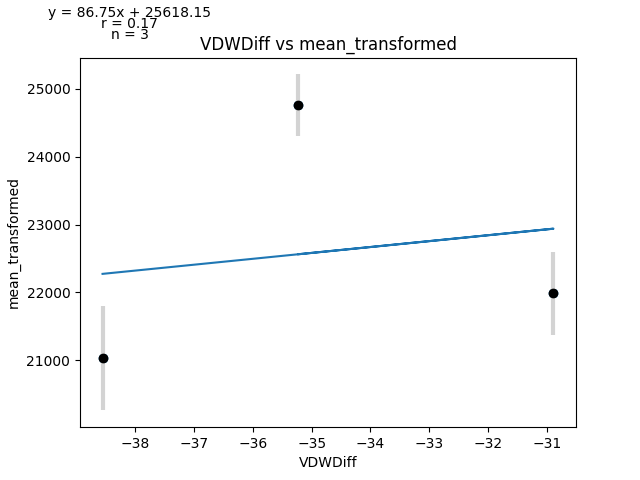 y = 86.75x + 25618.15
r = 0.17
n = 3
VDWDiff vs mean_transformed
25000
24000
23000
22000
21000
mean_transformed
−38 −37 −36 −35 −34 −33 −32 −31
VDWDiff